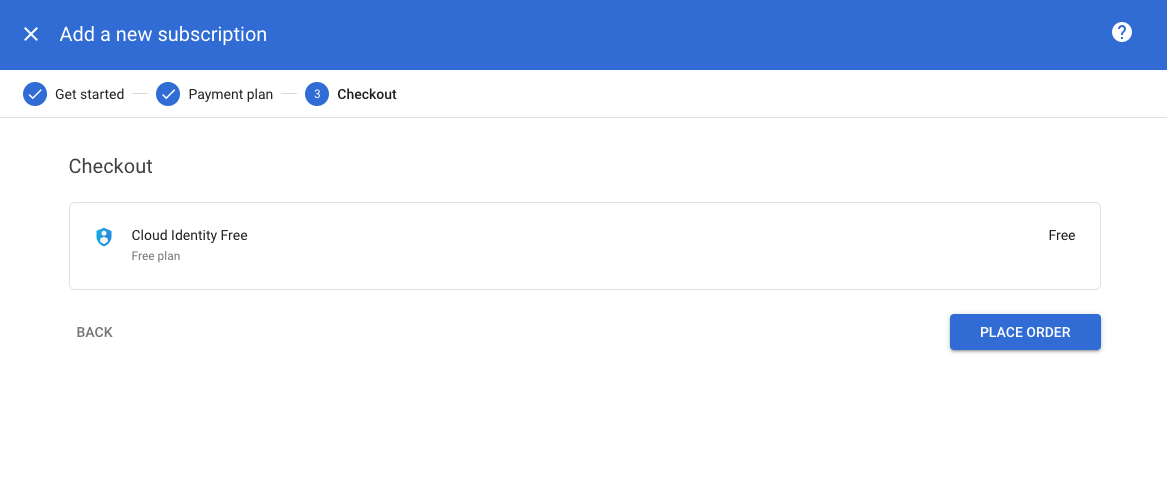 Add a new subscription
?
Get started
Payment plan
3 Checkout
Checkout
Cloud Identity Free
Free
Free plan
BACK
PLACE ORDER